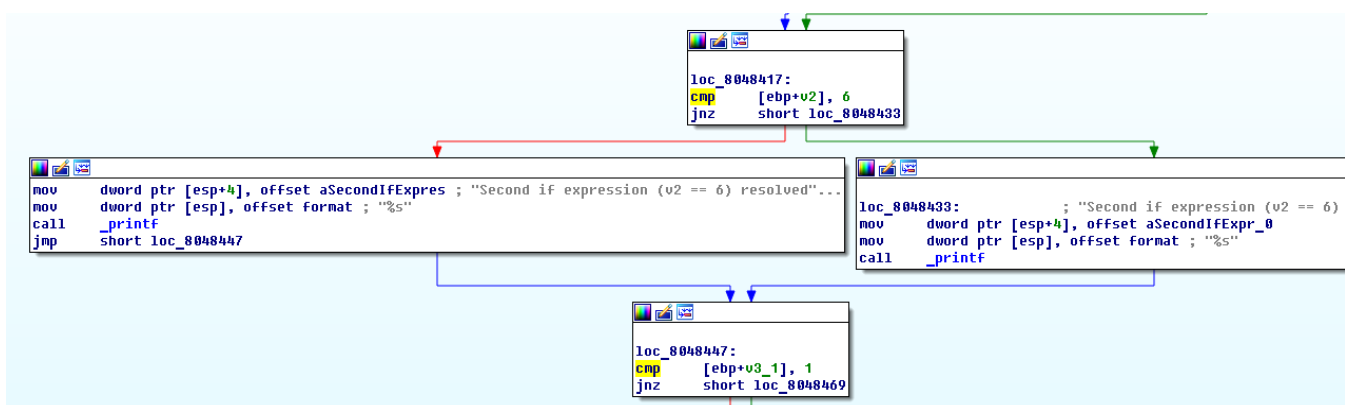 loc_8048417:
cmp [ebp+v2], 6
jnz short loc_8048433
mov dword ptr [esp+4], offset aSecondIfExpres ; "Second if expression (v2 == 6) resolved"...
mov dword ptr [esp], offset format ; "%s"
call _printf
jmp short loc_8048447
loc_8048433: ; "Second if expression (v2 == 6)
mov dword ptr [esp+4], offset aSecondIfExpr_0
mov dword ptr [esp], offset format ; "%s"
call _printf
loc_8048447:
cmp [ebp+v3_1], 1
jnz short loc_8048469